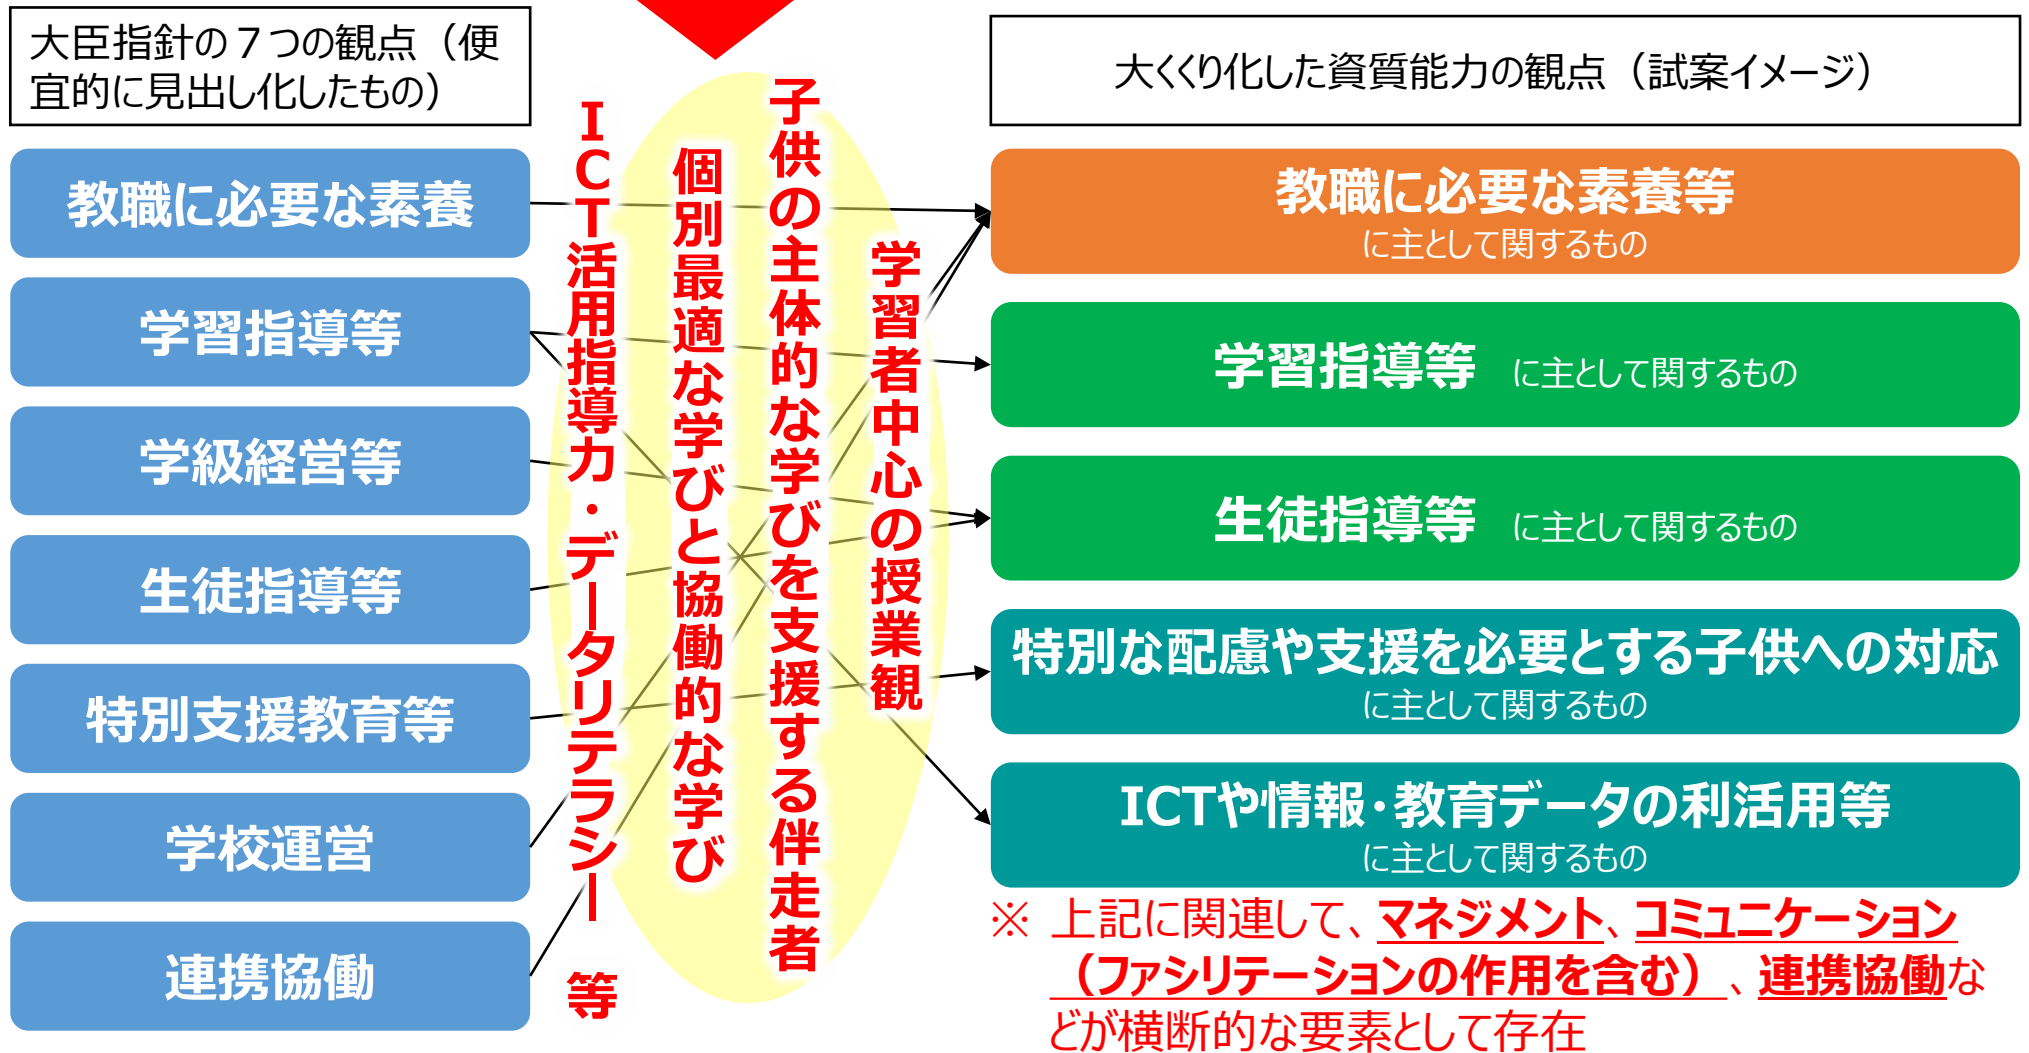 大臣指針の７つの観点（便
宜的に見出し化したもの）
教職に必要な素養
学習指導等
学級経営等
生徒指導等
特別支援教育等
学校運営
連携協働
学習者中心の授業観
子供の主体的な学びを支援する伴走者
個別最適な学びと協働的な学び
ＩＣＴ活用指導力・データリテラシー　等
大くくり化した資質能力の観点（試案イメージ）
教職に必要な素養等
に主として関するもの
学習指導等　に主として関するもの
生徒指導等　に主として関するもの
特別な配慮や支援を必要とする子供への対応
に主として関するもの
ICTや情報・教育データの利活用等
に主として関するもの
※ 上記に関連して、マネジメント、コミュニケーション
（ファシリテーションの作用を含む）、連携協働な
どが横断的な要素として存在